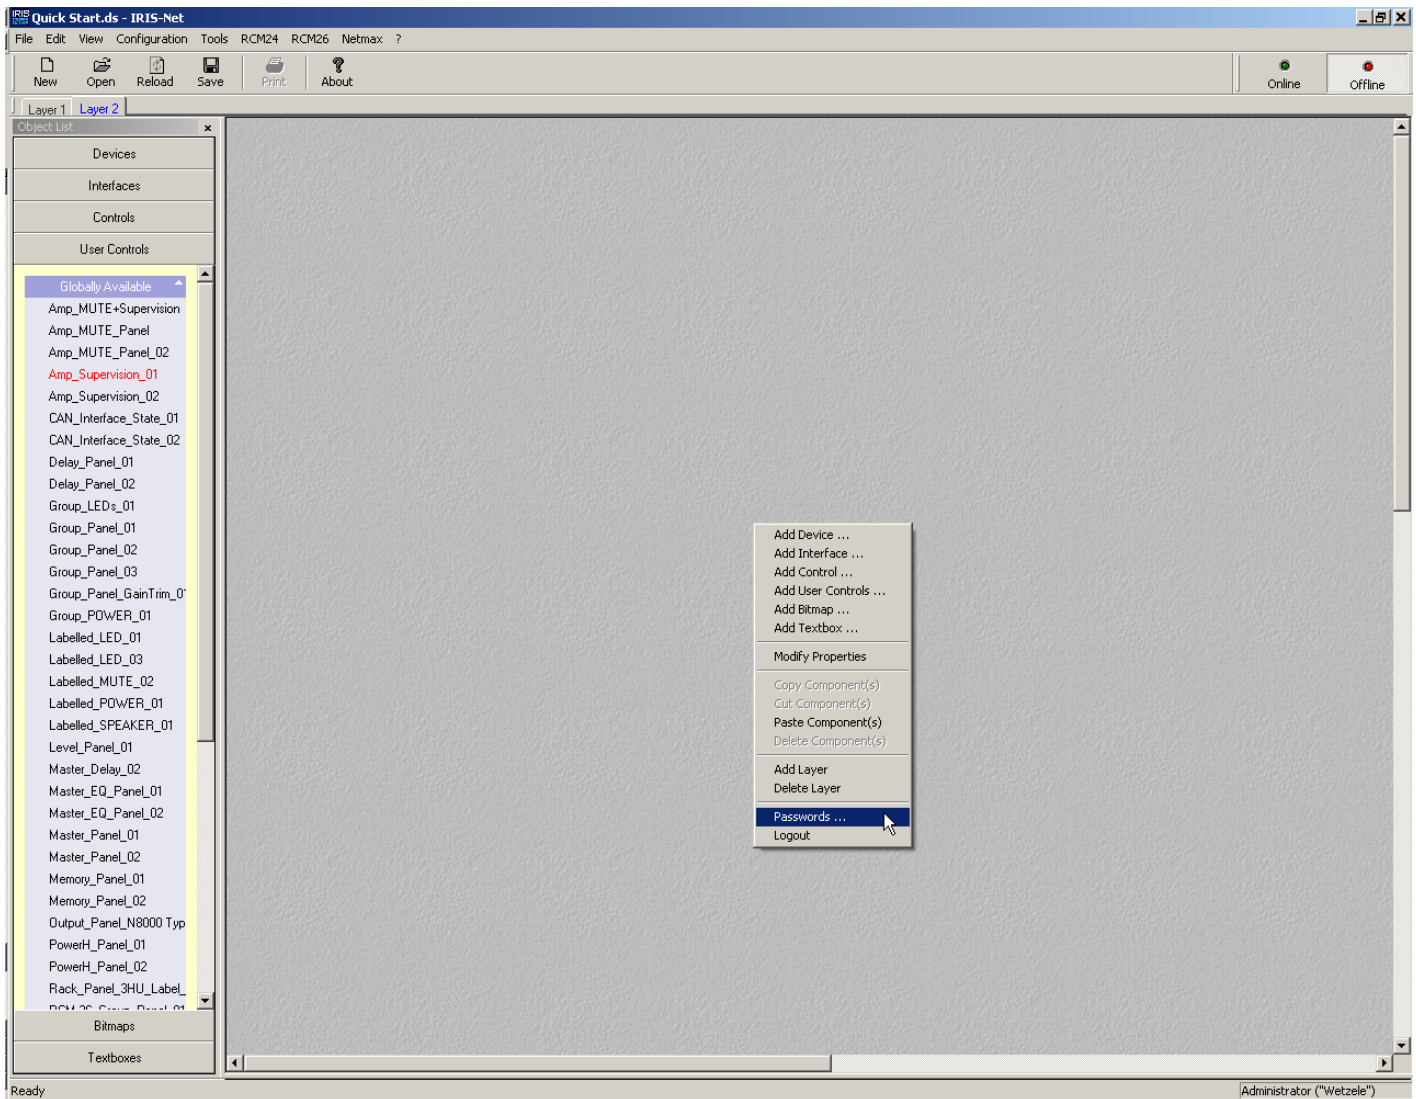 Quick Start.ds - IRIS-Net
File Edit View Configuration Tools RCM24 RCM26 Netmax ?
New Open Reload Save Print About Online Offline
Layer 1 Layer 2
Object List
Devices
Interfaces
Controls
User Controls
Globally Available
Amp_MUTE+Supervision
Amp_MUTE_Panel
Amp_MUTE_Panel_02
Amp_Supervision_01
Amp_Supervision_02
CAN_Interface_State_01
CAN_Interface_State_02
Delay_Panel_01
Delay_Panel_02
Group_LEDs_01
Group_Panel_01
Group_Panel_02
Group_Panel_03
Group_Panel_GainTrim_0
Group_POWER_01
Labelled_LED_01
Labelled_LED_03
Labelled_MUTE_02
Labelled_POWER_01
Labelled_SPEAKER_01
Level_Panel_01
Master_Delay_02
Master_EQ_Panel_01
Master_EQ_Panel_02
Master_Panel_01
Master_Panel_02
Memory_Panel_01
Memory_Panel_02
Output_Panel_N8000 Typ
PowerH_Panel_01
PowerH_Panel_02
Rack_Panel_3HU_Label_
Bitmaps
Textboxes
Add Device ...
Add Interface ...
Add Control ...
Add User Controls ...
Add Bitmap ...
Add Textbox ...
Modify Properties
Copy Component(s)
Cut Component(s)
Paste Component(s)
Delete Component(s)
Add Layer
Delete Layer
Passwords ...
Logout
Ready
Administrator ("Wetzele")